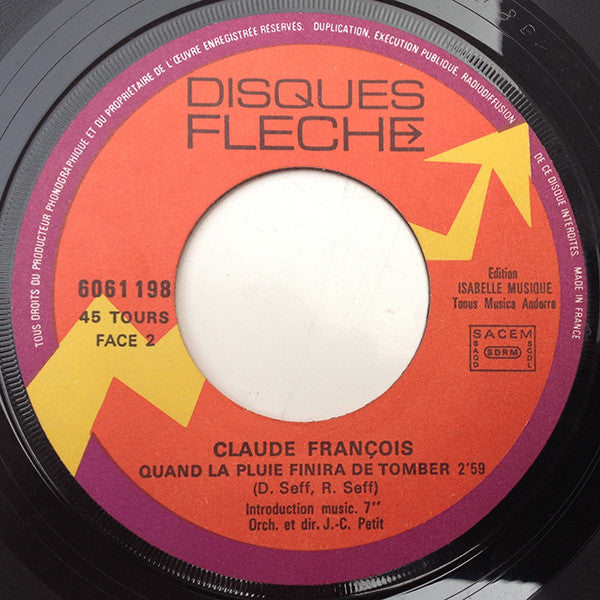 TOUS DROITS DU PRODUCTEUR PHONOGRAPHIQUE ET DU PROPRIÉTAIRE DE L'ŒUVRE ENREGISTRÉE RÉSERVÉS. DUPLICATION, EXÉCUTION PUBLIQUE, RADIODIFFUSION DE CE DISQUE INTERDITES. MADE IN FRANCE
DISQUES
FLECHE
6061 198
45 TOURS
FACE 2
Edition
ISABELLE MUSIQUE
Tonus Musica Andorre
SACEM
SACD
SDRM
SGDL
CLAUDE FRANÇOIS
QUAND LA PLUIE FINIRA DE TOMBER 2'59
(D. Seff, R. Seff)
Introduction music. 7"
Orch. et dir. J.-C. Petit